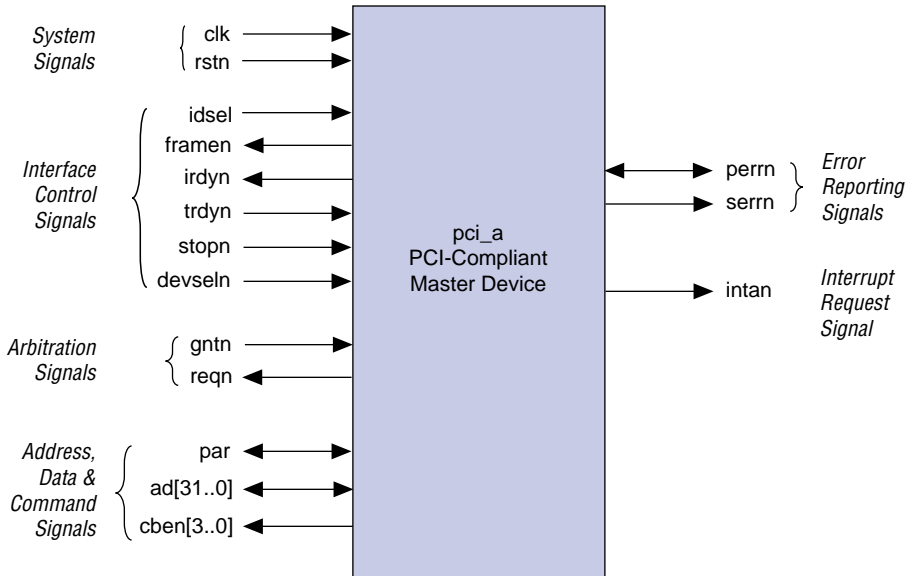 System
Signals
clk
rstn
Interface
Control
Signals
idsel
framen
irdyn
trdyn
stopn
devseln
Arbitration
Signals
gntn
reqn
Address,
Data &
Command
Signals
par
ad[31..0]
cben[3..0]
pci_a
PCI-Compliant
Master Device
perrn
serrn
Error
Reporting
Signals
intan
Interrupt
Request
Signal